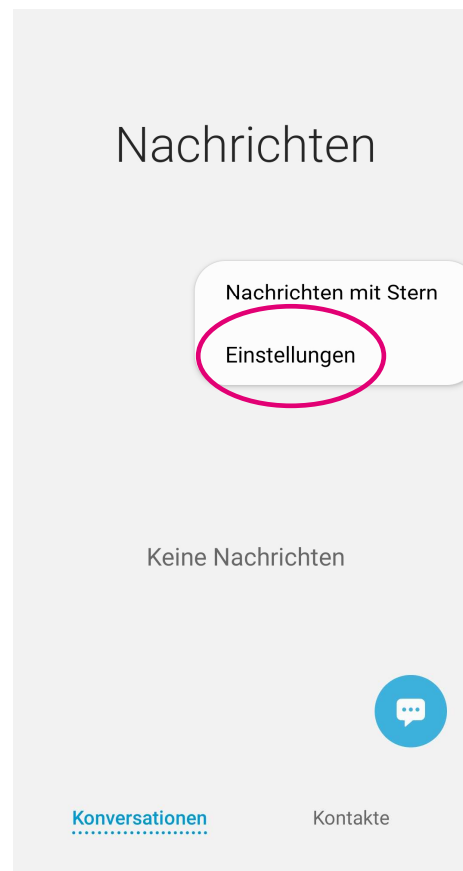 Nachrichten
Nachrichten mit Stern
Einstellungen
Keine Nachrichten
Konversationen
Kontakte